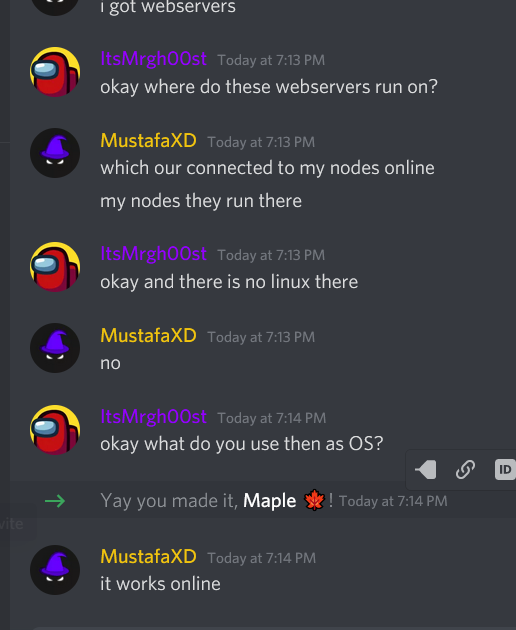 i got webservers
ItsMrgh00st Today at 7:13 PM
okay where do these webservers run on?
MustafaXD Today at 7:13 PM
which our connected to my nodes online
my nodes they run there
ItsMrgh00st Today at 7:13 PM
okay and there is no linux there
MustafaXD Today at 7:13 PM
no
ItsMrgh00st Today at 7:14 PM
okay what do you use then as OS?
ID
Yay you made it, Maple 🍁! Today at 7:14 PM
vite
MustafaXD Today at 7:14 PM
it works online